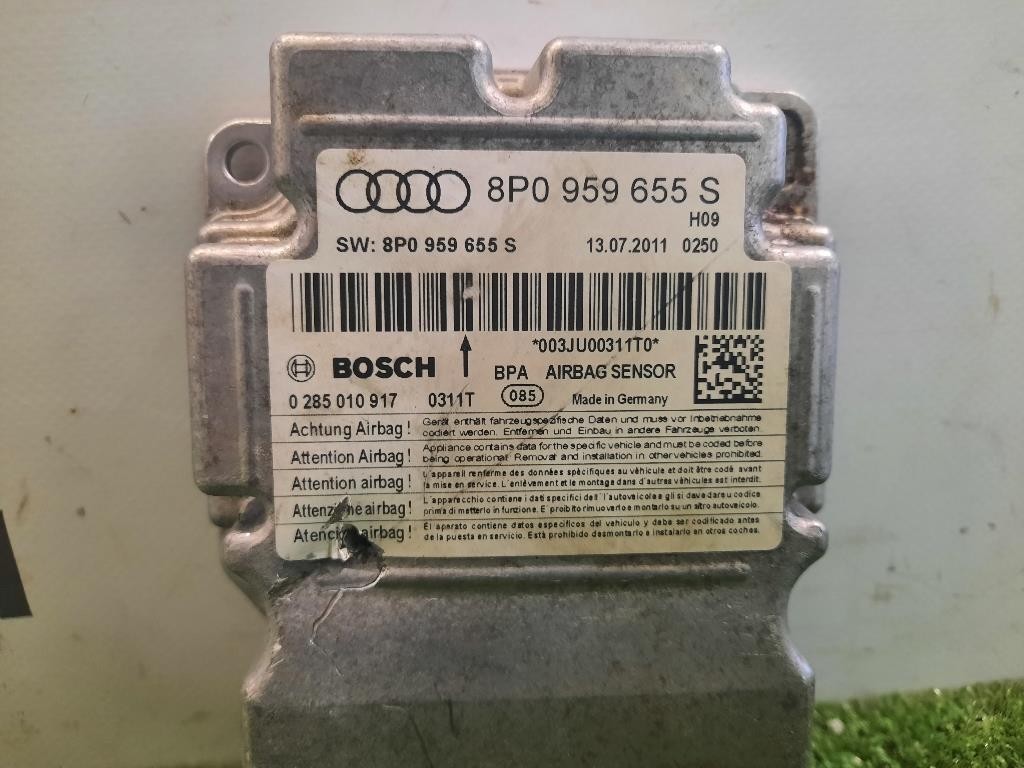 8P0 959 655 S
H09
SW: 8P0 959 655 S 13.07.2011 0250
*003JU00311T0*
BOSCH BPA AIRBAG SENSOR
0 285 010 917 0311T 085 Made in Germany
Achtung Airbag! Gerät enthält fahrzeugspezifische Daten und muss vor Inbetriebnahme
codiert werden. Entfernen und Einbau in andere Fahrzeuge verboten.
Attention Airbag! Appliance contains data for the specific vehicle and must be coded before
being operational. Removal and installation in other vehicles prohibited.
Attention airbag! L'appareil renferme des données spécifiques au véhicule et doit être codé avant
la mise en service. L'enlèvement et le montage dans d'autres véhicules est interdit.
Attenzione airbag! L'apparecchio contiene i dati specifici dell'autoveicolo e gli si deve dare u codice
prima di metterlo in funzione. E proibito rimuoverlo e montarlo su un altro autoveicolo.
airbag! El aparato contiene datos especificos del vehiculo y debe ser codificado antes
de la puesta en servicio. Está prohibido desmontarlo e instalarlo en otros coches.